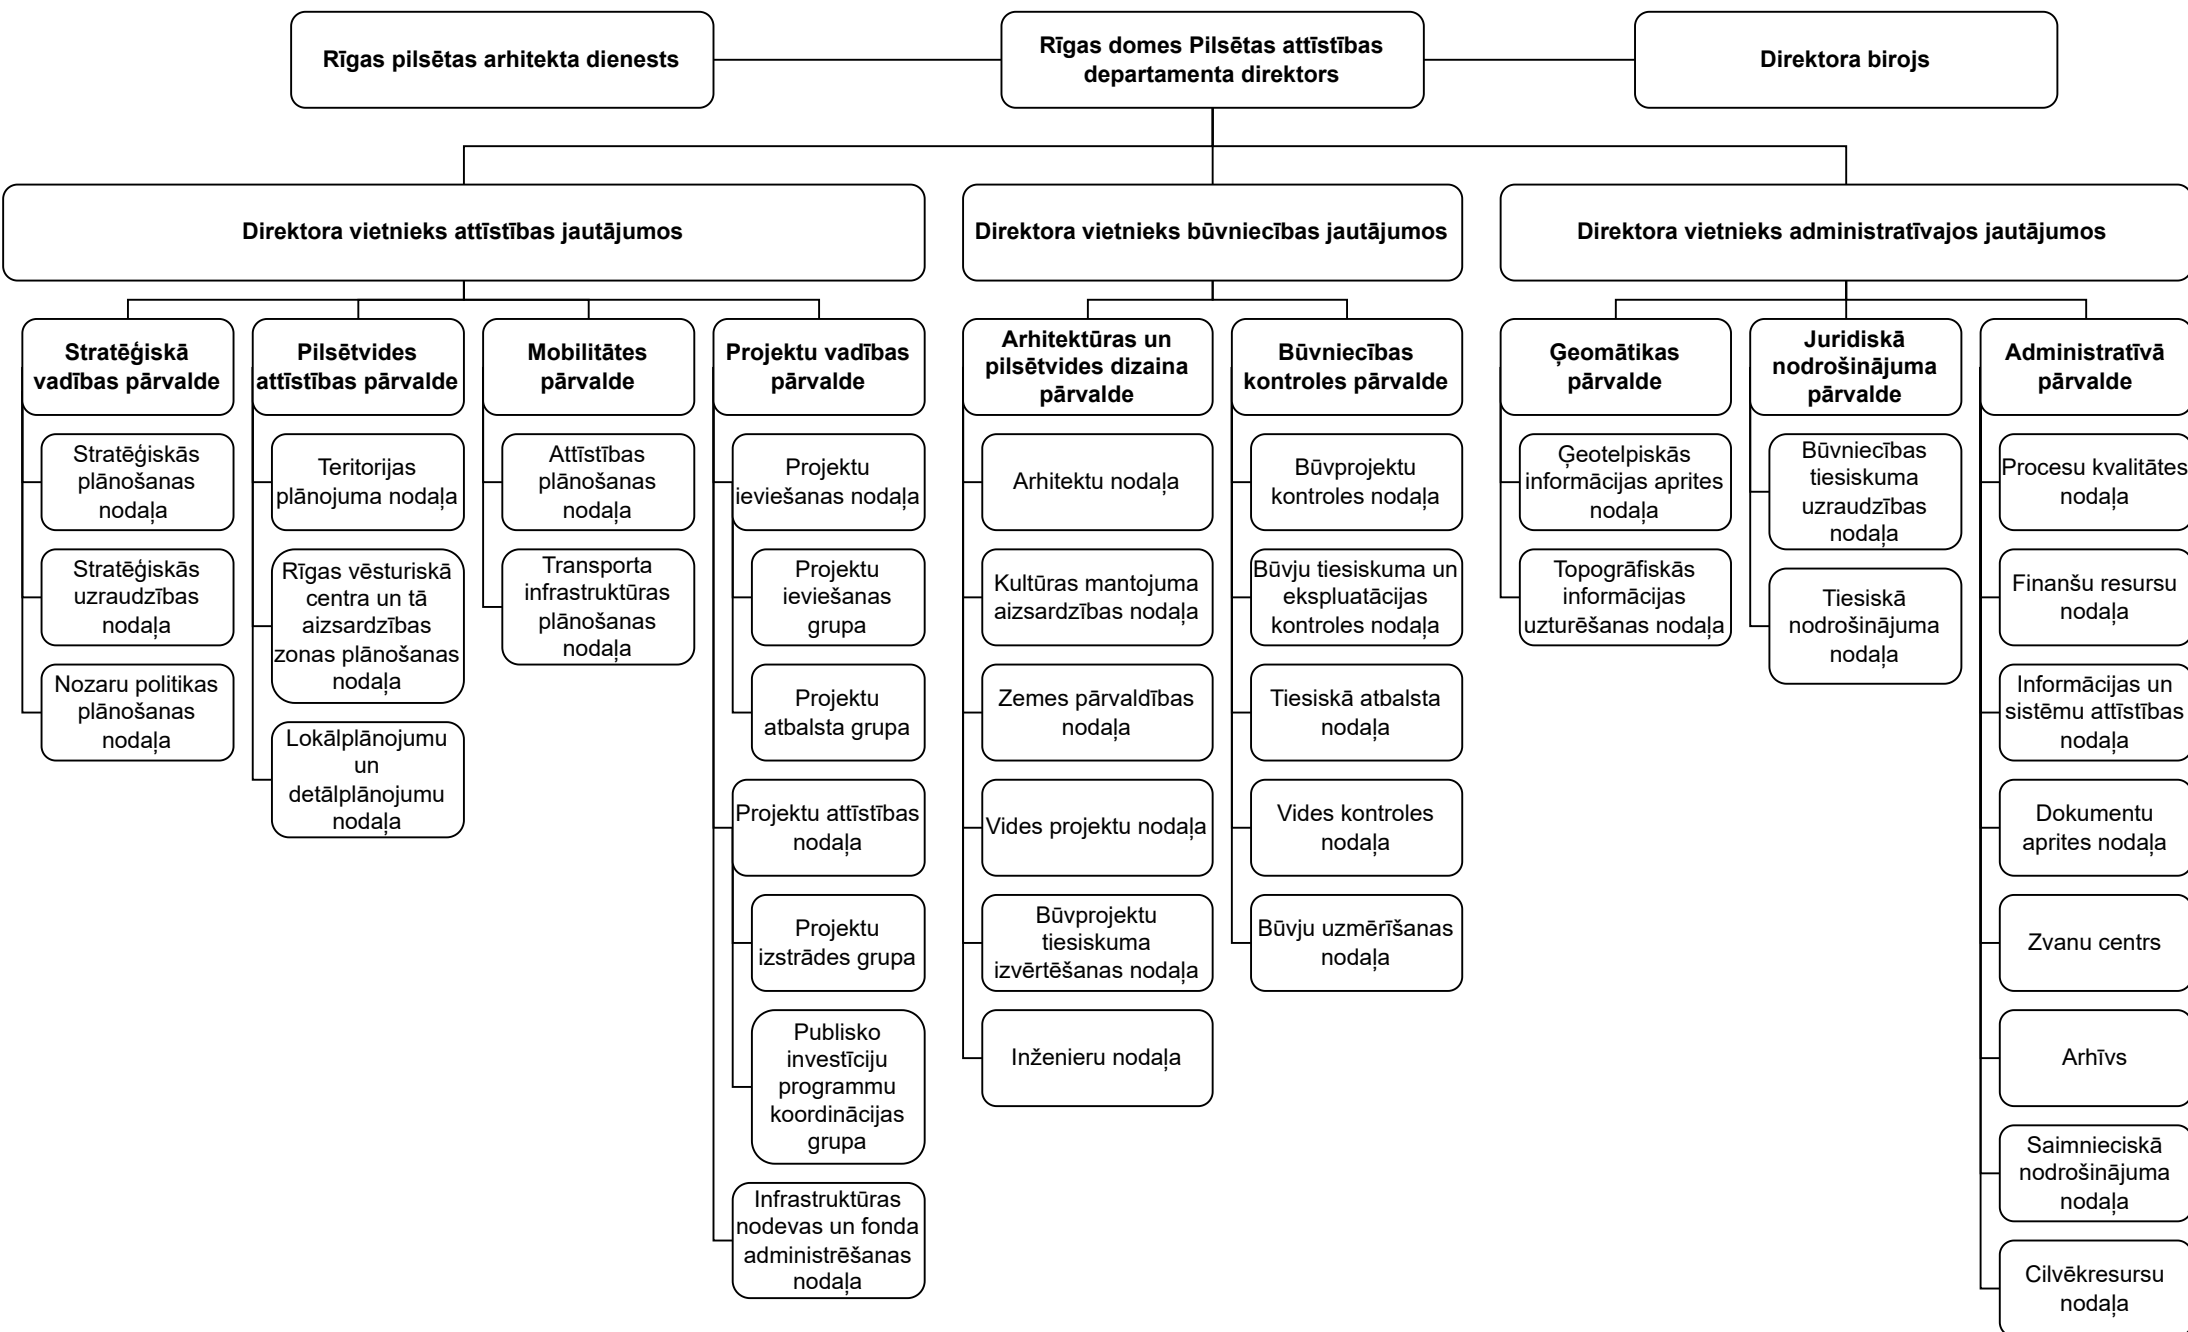 Rīgas pilsētas arhitekta dienests
Rīgas domes Pilsētas attīstības
departamenta direktors
Direktora birojs
Direktora vietnieks attīstības jautājumos
Direktora vietnieks būvniecības jautājumos
Direktora vietnieks administratīvajos jautājumos
Stratēģiskā
vadības pārvalde
Stratēģiskās
plānošanas
nodaļa
Stratēģiskās
uzraudzības
nodaļa
Nozaru politikas
plānošanas
nodaļa
Pilsētvides
attīstības pārvalde
Teritorijas
plānojuma nodaļa
Rīgas vēsturiskā
centra un tā
aizsardzības
zonas plānošanas
nodaļa
Lokālplānojumu
un
detālplānojumu
nodaļa
Mobilitātes
pārvalde
Attīstības
plānošanas
nodaļa
Transporta
infrastruktūras
plānošanas
nodaļa
Projektu vadības
pārvalde
Projektu
ieviešanas nodaļa
Projektu
ieviešanas
grupa
Projektu
atbalsta grupa
Projektu attīstības
nodaļa
Projektu
izstrādes grupa
Publisko
investīciju
programmu
koordinācijas
grupa
Infrastruktūras
nodevas un fonda
administrēšanas
nodaļa
Arhitektūras un
pilsētvides dizaina
pārvalde
Arhitektu nodaļa
Kultūras mantojuma
aizsardzības nodaļa
Zemes pārvaldības
nodaļa
Vides projektu nodaļa
Būvprojektu
tiesiskuma
izvērtēšanas nodaļa
Inženieru nodaļa
Būvniecības
kontroles pārvalde
Būvprojektu
kontroles nodaļa
Būvju tiesiskuma un
ekspluatācijas
kontroles nodaļa
Tiesiskā atbalsta
nodaļa
Vides kontroles
nodaļa
Būvju uzmērīšanas
nodaļa
Ģeomātikas
pārvalde
Ģeotelpiskās
informācijas aprites
nodaļa
Topogrāfiskās
informācijas
uzturēšanas nodaļa
Juridiskā
nodrošinājuma
pārvalde
Būvniecības
tiesiskuma
uzraudzības
nodaļa
Tiesiskā
nodrošinājuma
nodaļa
Administratīvā
pārvalde
Procesu kvalitātes
nodaļa
Finanšu resursu
nodaļa
Informācijas un
sistēmu attīstības
nodaļa
Dokumentu
aprites nodaļa
Zvanu centrs
Arhīvs
Saimnieciskā
nodrošinājuma
nodaļa
Cilvēkresursu
nodaļa